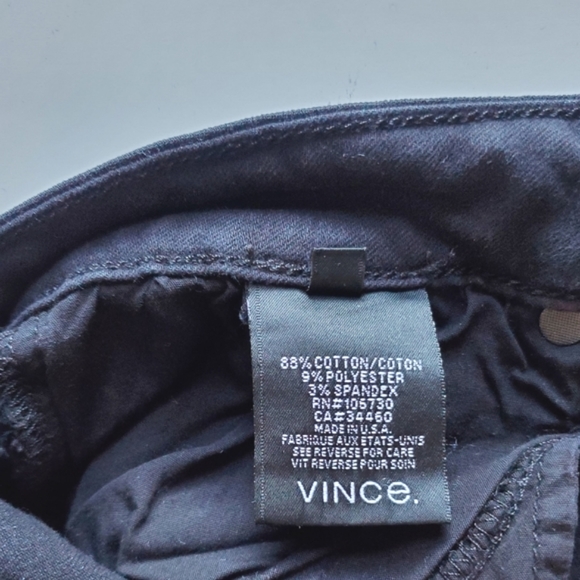 88% COTTON/COTON
9% POLYESTER
3% SPANDEX
RN#105730
CA#34460
MADE IN U.S.A.
FABRIQUE AUX ETATS-UNIS
SEE REVERSE FOR CARE
VIT REVERSE POUR SOIN
VINCE.